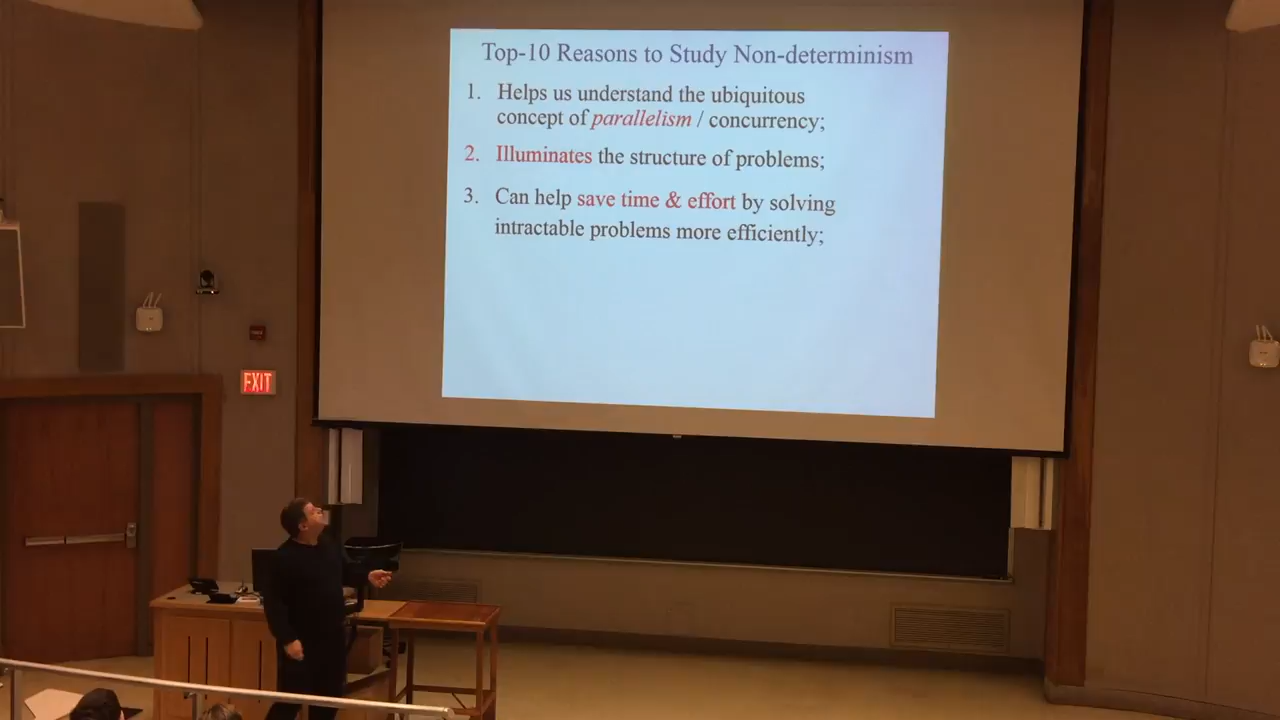 Top-10 Reasons to Study Non-determinism
1. Helps us understand the ubiquitous
concept of parallelism / concurrency;
2. Illuminates the structure of problems;
3. Can help save time & effort by solving
intractable problems more efficiently;
EXIT